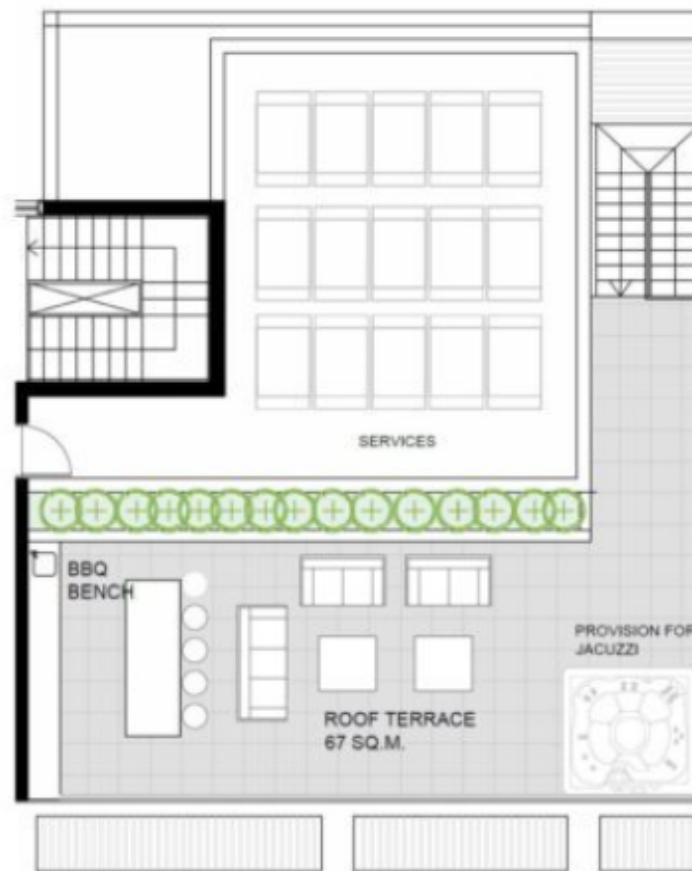 SERVICES
BBQ
BENCH
PROVISION FOR
JACUZZI
ROOF TERRACE
67 SQ.M.